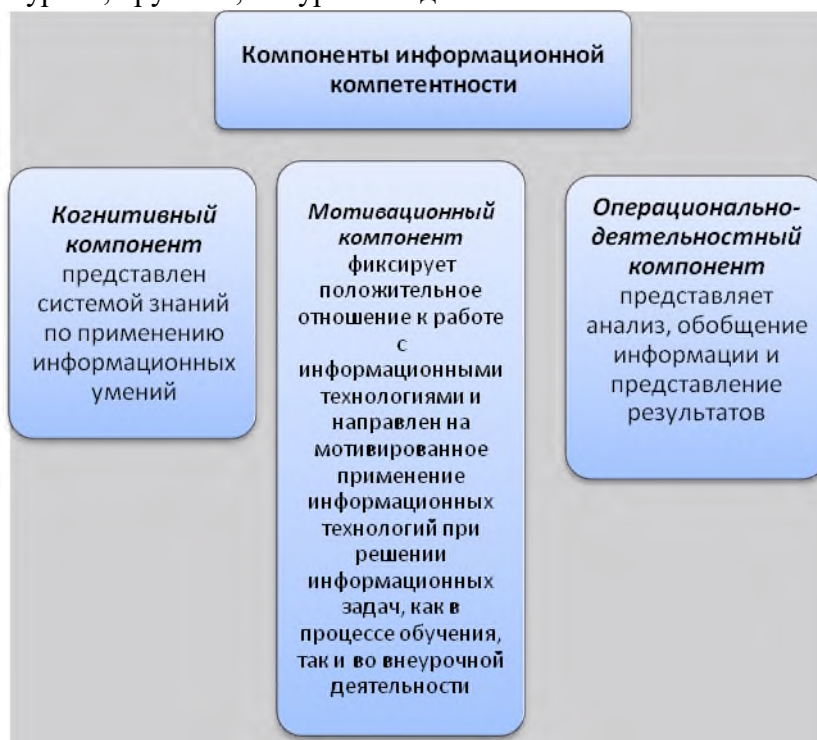 Компоненты информационной
компетентности
Когнитивный
компонент
представлен
системой знаний
по применению
информационных
умений
Мотивационный
компонент
фиксирует
положительное
отношение к работе
с
информационными
технологиями и
направлен на
мотивированное
применение
информационных
технологий при
решении
информационных
задач, как в
процессе обучения,
так и во внеурочной
деятельности
Операционально-
деятельностный
компонент
представляет
анализ, обобщение
информации и
представление
результатов